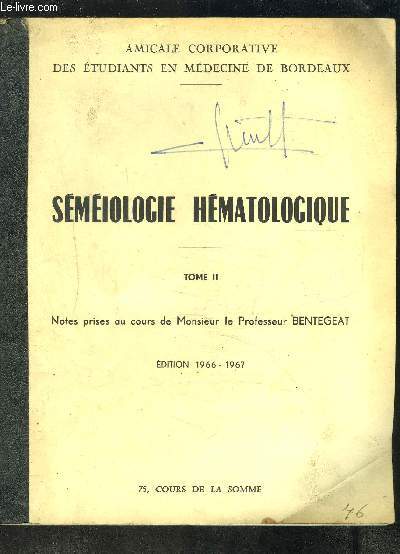 Le-livre.com
AMICALE CORPORATIVE
DES ÉTUDIANTS EN MÉDECINE DE BORDEAUX
SÉMÉIOLOGIE HÉMATOLOGIQUE
TOME II
Notes prises au cours de Monsieur le Professeur BENTEGEAT
ÉDITION 1966-1967
75, COURS DE LA SOMME
46